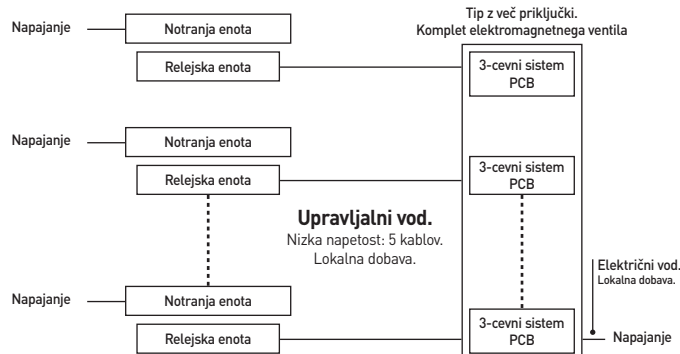 Tip z več priključki.
Komplet elektromagnetnega ventila
Napajanje
Notranja enota
Relejska enota
3-cevni sistem
PCB
Napajanje
Notranja enota
Relejska enota
3-cevni sistem
PCB
Upravljalni vod.
Nizka napetost: 5 kablov.
Lokalna dobava.
Električni vod.
Lokalna dobava.
Napajanje
Notranja enota
Relejska enota
3-cevni sistem
PCB
Napajanje